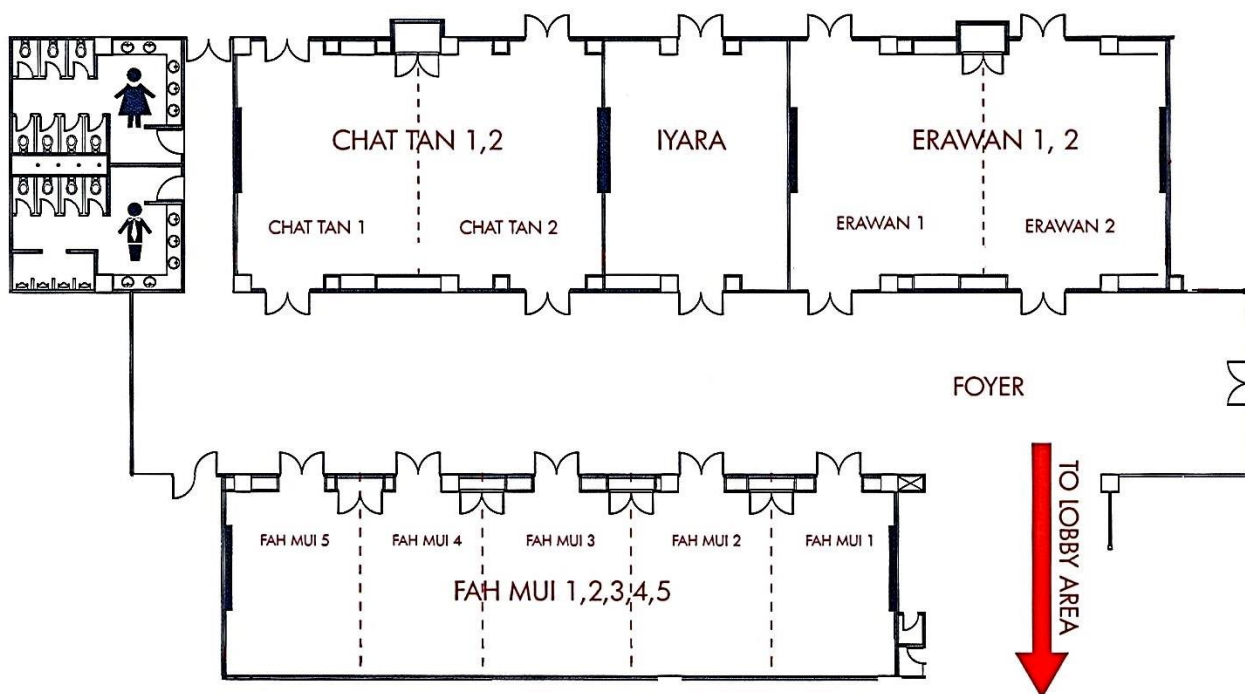 CHAT TAN 1,2
IYARA
ERAWAN 1, 2
CHAT TAN 1
CHAT TAN 2
ERAWAN 1
ERAWAN 2
FOYER
TO LOBBY AREA
FAH MUI 5
FAH MUI 4
FAH MUI 3
FAH MUI 2
FAH MUI 1
FAH MUI 1,2,3,4,5